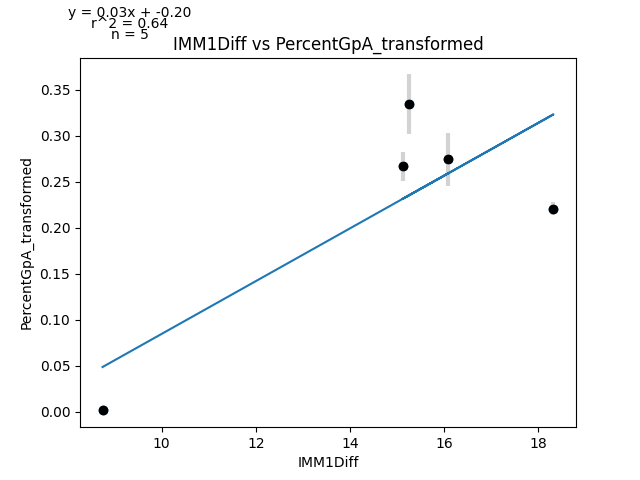 y = 0.03x + -0.20
r^2 = 0.64
n = 5
IMM1Diff vs PercentGpA_transformed
PercentGpA_transformed
0.35
0.30
0.25
0.20
0.15
0.10
0.05
0.00
10 12 14 16 18
IMM1Diff